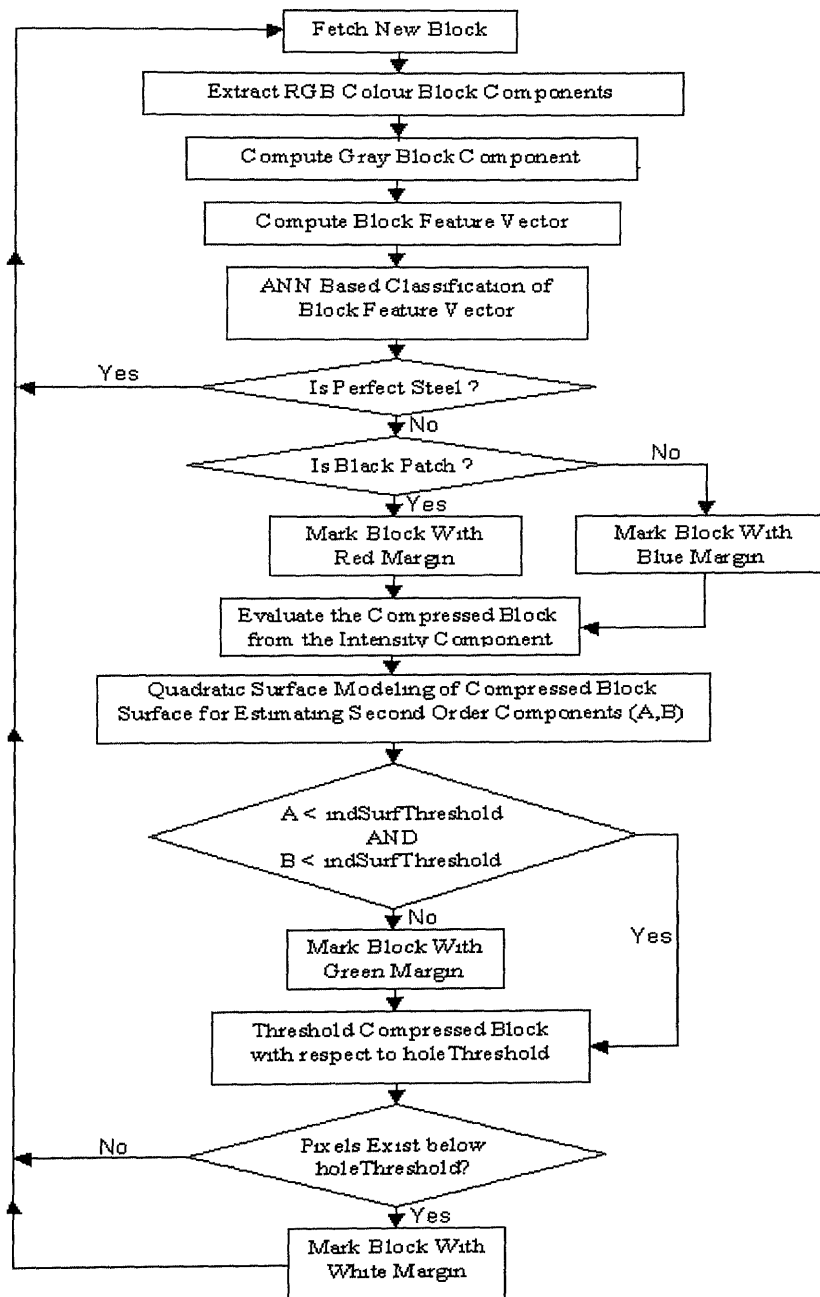 Fetch New Block
Extract RGB Colour Block Components
Compute Gray Block Component
Compute Block Feature Vector
ANN Based Classification of
Block Feature Vector
Yes
Is Perfect Steel ?
No
Is Black Patch ?
No
Yes
Mark Block With
Red Margin
Mark Block With
Blue Margin
Evaluate the Compressed Block
from the Intensity Component
Quadratic Surface Modeling of Compressed Block
Surface for Estimating Second Order Components (A,B)
A < indSurfThreshold
AND
B < indSurfThreshold
No
Yes
Mark Block With
Green Margin
Threshold Compressed Block
with respect to holeThreshold
No
Pixels Exist below
holeThreshold?
Yes
Mark Block With
White Margin